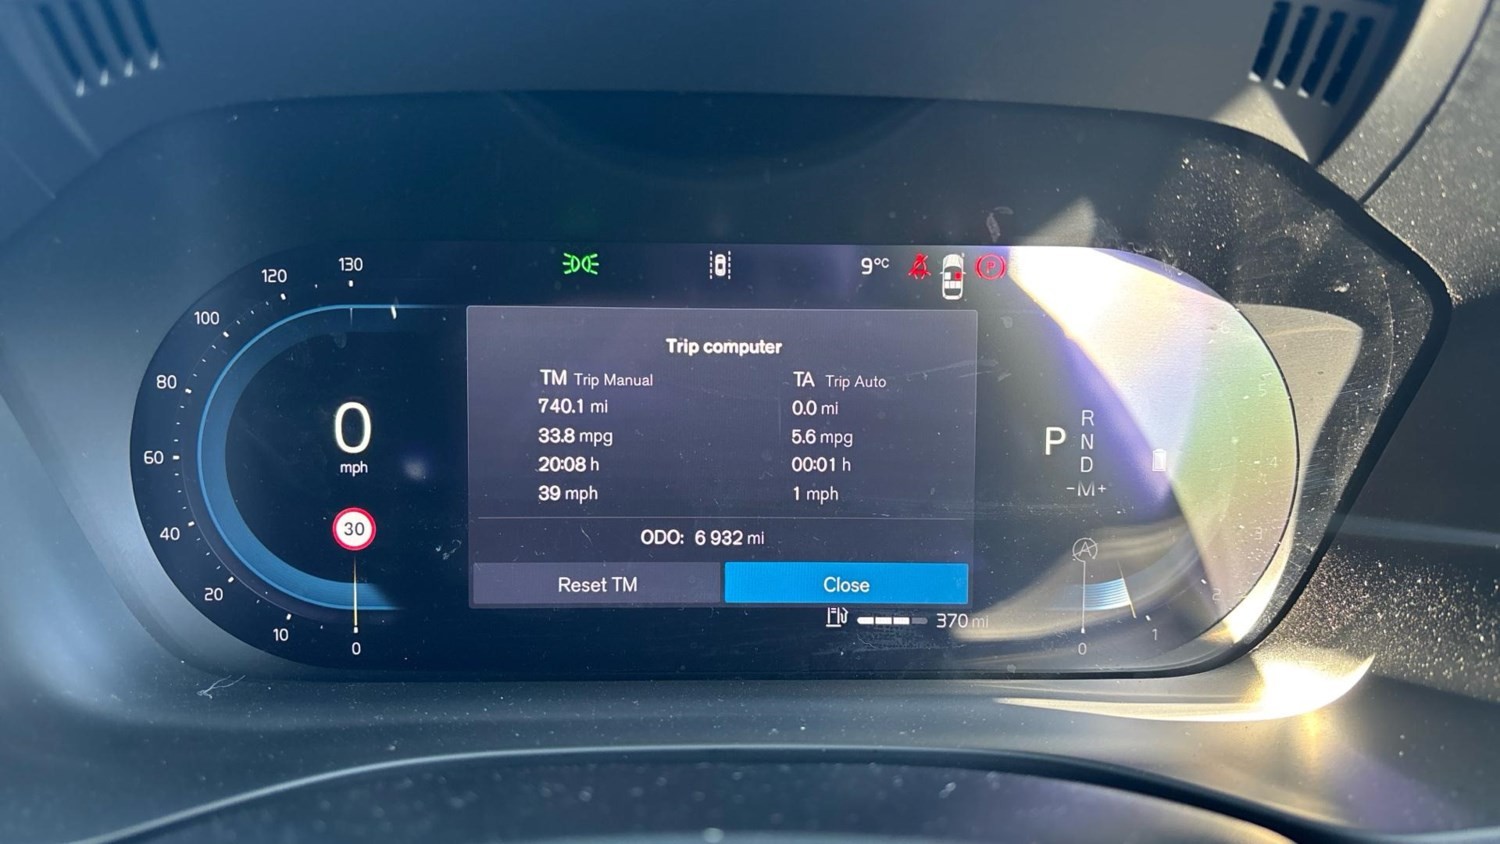 130
120
100
80
60
40
20
10
0
0
mph
30
9°C
P
Trip computer
TM Trip Manual
740.1 mi
33.8 mpg
20:08 h
39 mph
TA Trip Auto
0.0 mi
5.6 mpg
00:01 h
1 mph
ODO: 6 932 mi
Reset TM
Close
370 mi
P
R
N
D
-M+
A
0
1
2
4